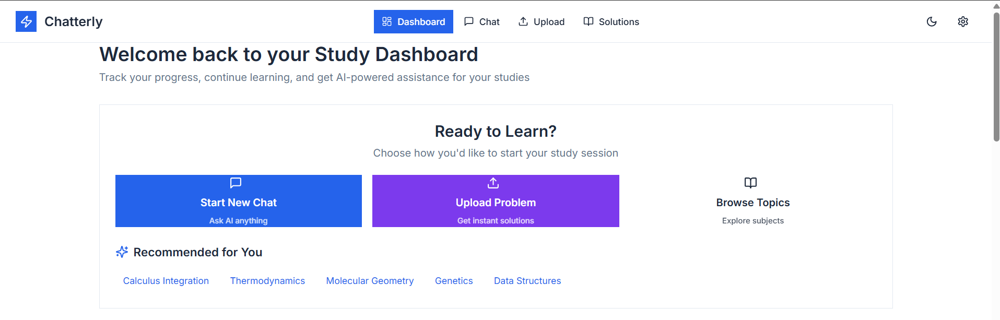 Chatterly
Dashboard
Chat
Upload
Solutions
Welcome back to your Study Dashboard
Track your progress, continue learning, and get AI-powered assistance for your studies
Ready to Learn?
Choose how you'd like to start your study session
Start New Chat
Ask AI anything
Upload Problem
Get instant solutions
Browse Topics
Explore subjects
Recommended for You
Calculus Integration
Thermodynamics
Molecular Geometry
Genetics
Data Structures